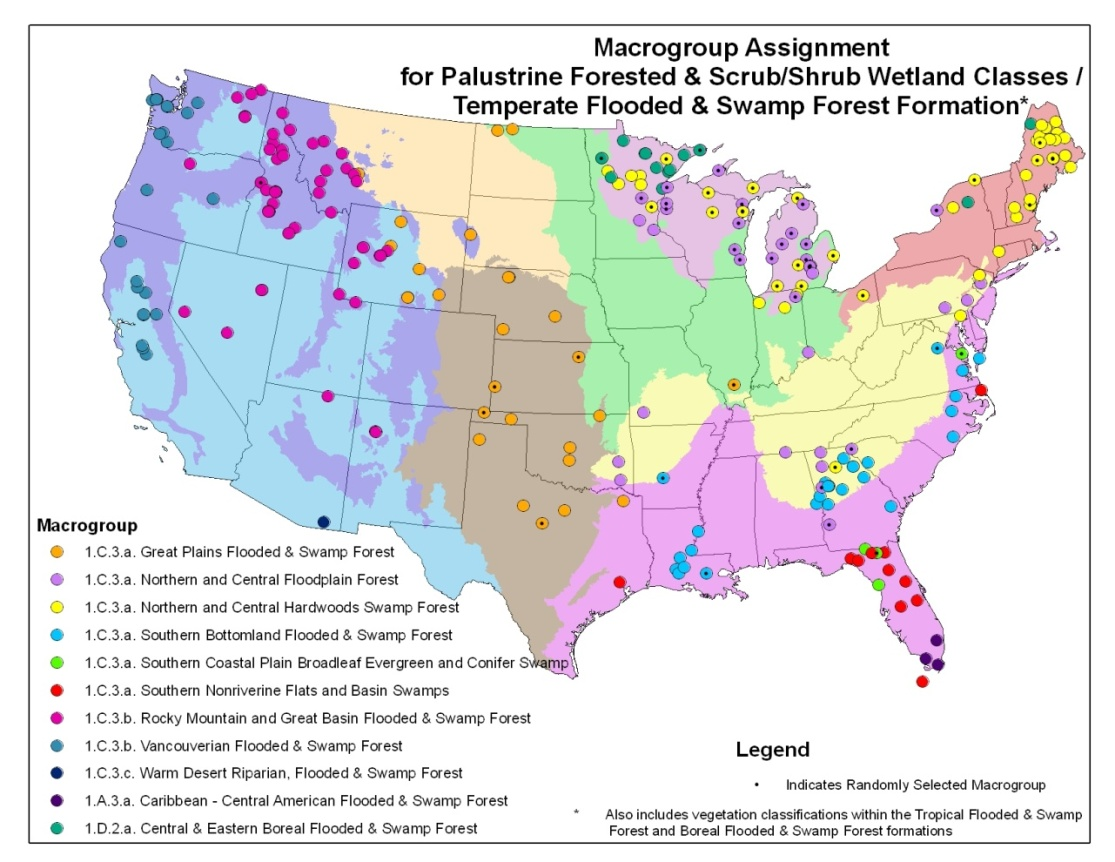 Macrogroup Assignment
for Palustrine Forested & Scrub/Shrub Wetland Classes /
Temperate Flooded & Swamp Forest Formation*
Macrogroup
1.C.3.a. Great Plains Flooded & Swamp Forest
1.C.3.a. Northern and Central Floodplain Forest
1.C.3.a. Northern and Central Hardwoods Swamp Forest
1.C.3.a. Southern Bottomland Flooded & Swamp Forest
1.C.3.a. Southern Coastal Plain Broadleaf Evergreen and Conifer Swamp
1.C.3.a. Southern Nonriverine Flats and Basin Swamps
1.C.3.b. Rocky Mountain and Great Basin Flooded & Swamp Forest
1.C.3.b. Vancouverian Flooded & Swamp Forest
1.C.3.c. Warm Desert Riparian, Flooded & Swamp Forest
1.A.3.a. Caribbean - Central American Flooded & Swamp Forest
1.D.2.a. Central & Eastern Boreal Flooded & Swamp Forest
Legend
• Indicates Randomly Selected Macrogroup
* Also includes vegetation classifications within the Tropical Flooded & Swamp
Forest and Boreal Flooded & Swamp Forest formations